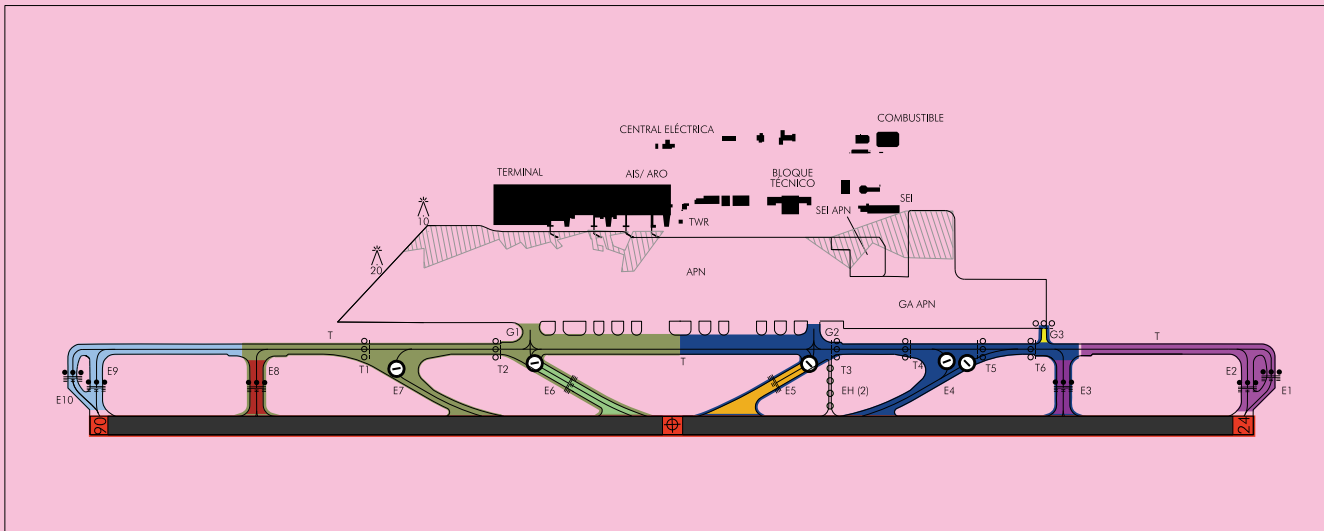 COMBUSTIBLE
CENTRAL ELÉCTRICA
TERMINAL
AIS/ ARO
BLOQUE
TÉCNICO
SEI
SEI APN
TWR
10
20
APN
GA APN
T
G1
G2
G3
T
E9
E8
T1
E7
T2
E6
T
E5
T3
EH (2)
T4
E4
T5
T6
E3
E2
E1
E10
06
24